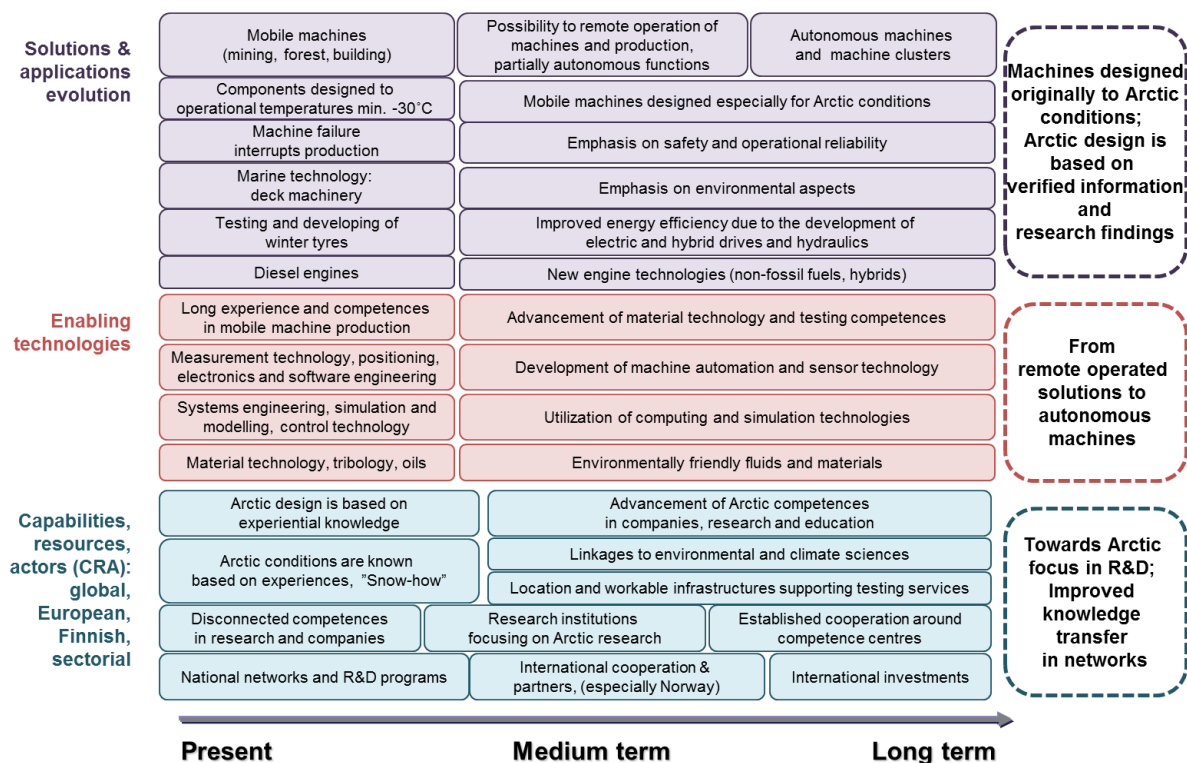 Solutions &
applications
evolution
Mobile machines
(mining, forest, building)
Possibility to remote operation of
machines and production,
partially autonomous functions
Autonomous machines
and machine clusters
Components designed to
operational temperatures min. -30˚C
Mobile machines designed especially for Arctic conditions
Machine failure
interrupts production
Emphasis on safety and operational reliability
Marine technology:
deck machinery
Emphasis on environmental aspects
Testing and developing of
winter tyres
Improved energy efficiency due to the development of
electric and hybrid drives and hydraulics
Diesel engines
New engine technologies (non-fossil fuels, hybrids)
Machines designed
originally to Arctic
conditions;
Arctic design is
based on
verified information
and
research findings
Enabling
technologies
Long experience and competences
in mobile machine production
Advancement of material technology and testing competences
Measurement technology, positioning,
electronics and software engineering
Development of machine automation and sensor technology
Systems engineering, simulation and
modelling, control technology
Utilization of computing and simulation technologies
Material technology, tribology, oils
Environmentally friendly fluids and materials
From
remote operated
solutions to
autonomous
machines
Capabilities,
resources,
actors (CRA):
global,
European,
Finnish,
sectorial
Arctic design is based on
experiential knowledge
Advancement of Arctic competences
in companies, research and education
Arctic conditions are known
based on experiences, ”Snow-how”
Linkages to environmental and climate sciences
Location and workable infrastructures supporting testing services
Disconnected competences
in research and companies
Research institutions
focusing on Arctic research
Established cooperation around
competence centres
National networks and R&D programs
International cooperation &
partners, (especially Norway)
International investments
Towards Arctic
focus in R&D;
Improved
knowledge
transfer
in networks
Present
Medium term
Long term